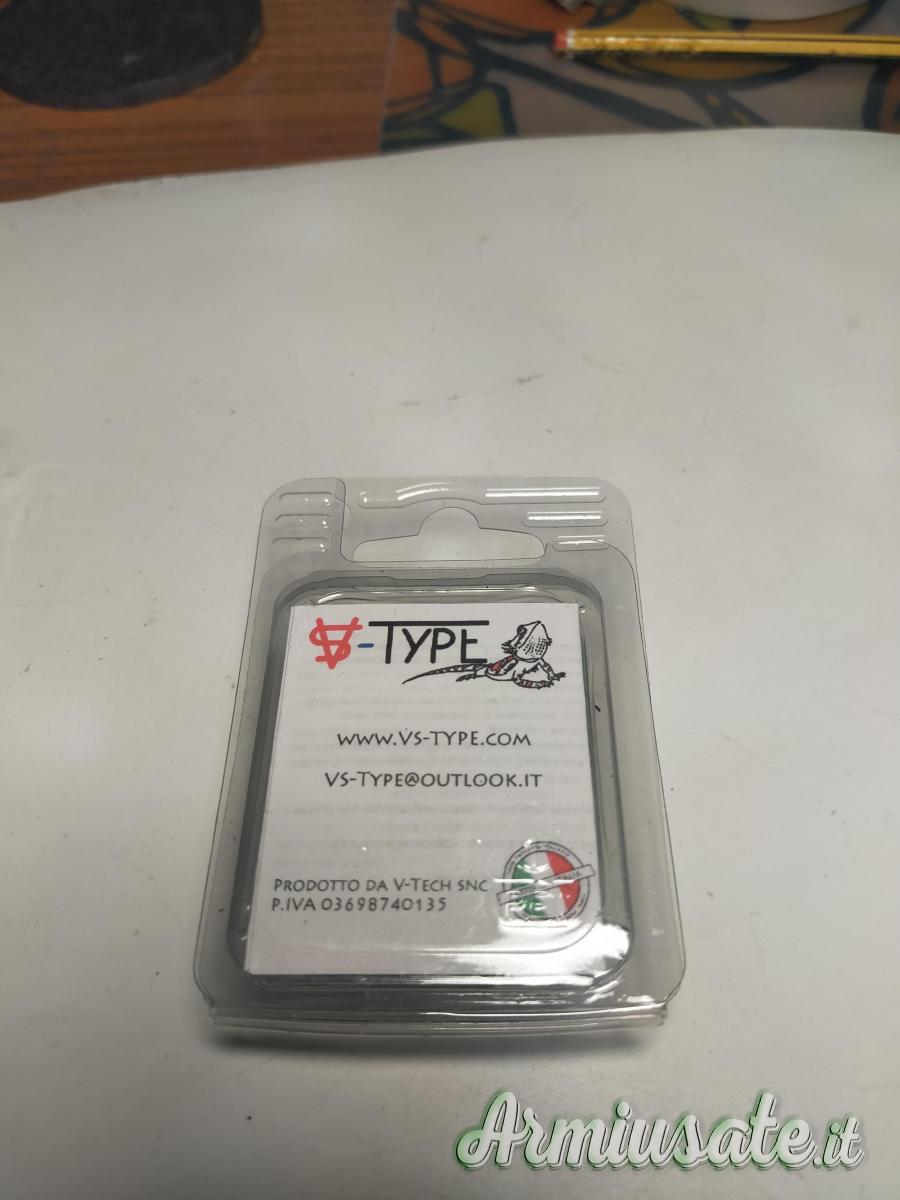 VS-TYPE
WWW.VS-TYPE.COM
VS-TYPE@OUTLOOK.IT
PRODOTTO DA V-TECH SNC
P.IVA 03698740135
Armiusate.it